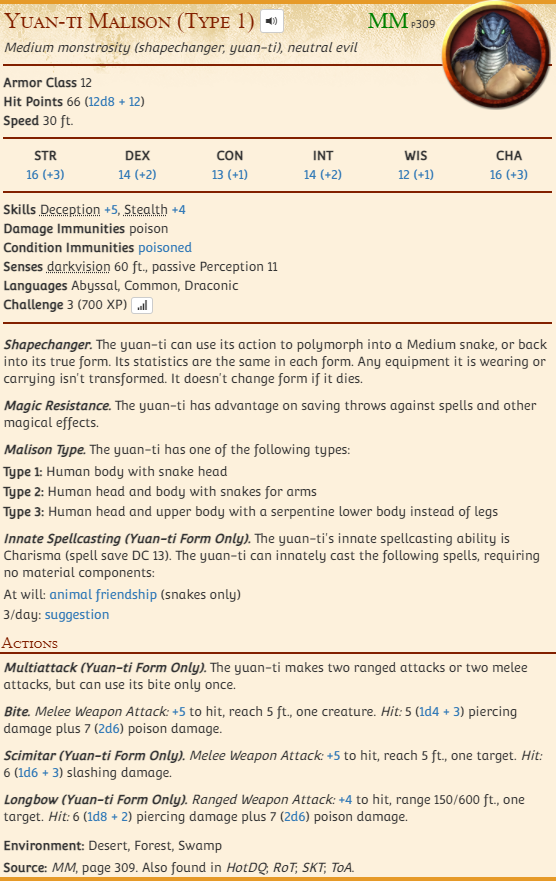 Yuan-ti Malison (Type 1) MM p309
Medium monstrosity (shapechanger, yuan-ti), neutral evil
Armor Class 12
Hit Points 66 (12d8 + 12)
Speed 30 ft.
STR DEX CON INT WIS CHA
16 (+3) 14 (+2) 13 (+1) 14 (+2) 12 (+1) 16 (+3)
Skills Deception +5, Stealth +4
Damage Immunities poison
Condition Immunities poisoned
Senses darkvision 60 ft., passive Perception 11
Languages Abyssal, Common, Draconic
Challenge 3 (700 XP)
Shapechanger. The yuan-ti can use its action to polymorph into a Medium snake, or back
into its true form. Its statistics are the same in each form. Any equipment it is wearing or
carrying isn't transformed. It doesn't change form if it dies.
Magic Resistance. The yuan-ti has advantage on saving throws against spells and other
magical effects.
Malison Type. The yuan-ti has one of the following types:
Type 1: Human body with snake head
Type 2: Human head and body with snakes for arms
Type 3: Human head and upper body with a serpentine lower body instead of legs
Innate Spellcasting (Yuan-ti Form Only). The yuan-ti's innate spellcasting ability is
Charisma (spell save DC 13). The yuan-ti can innately cast the following spells, requiring
no material components:
At will: animal friendship (snakes only)
3/day: suggestion
Actions
Multiattack (Yuan-ti Form Only). The yuan-ti makes two ranged attacks or two melee
attacks, but can use its bite only once.
Bite. Melee Weapon Attack: +5 to hit, reach 5 ft., one creature. Hit: 5 (1d4 + 3) piercing
damage plus 7 (2d6) poison damage.
Scimitar (Yuan-ti Form Only). Melee Weapon Attack: +5 to hit, reach 5 ft., one target. Hit:
6 (1d6 + 3) slashing damage.
Longbow (Yuan-ti Form Only). Ranged Weapon Attack: +4 to hit, range 150/600 ft., one
target. Hit: 6 (1d8 + 2) piercing damage plus 7 (2d6) poison damage.
Environment: Desert, Forest, Swamp
Source: MM, page 309. Also found in HotDQ; RoT; SKT; ToA.